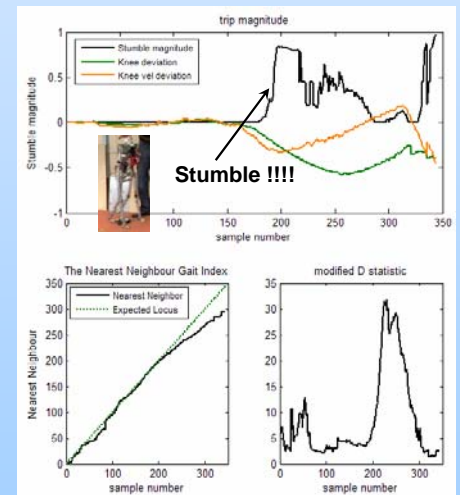 trip magnitude
1
0.5
0
-0.5
-1
Stumble magnitude
Stumble magnitude
Knee deviation
Knee vel deviation
Stumble !!!!
0 50 100 150 200 250 300 350
sample number
The Nearest Neighbour Gait Index
350
300
250
200
150
100
50
0
Nearest Neighbour
Nearest Neighbor
Expected Locus
0 100 200 300
sample number
modified D statistic
35
30
25
20
15
10
5
0
0 100 200 300
sample number